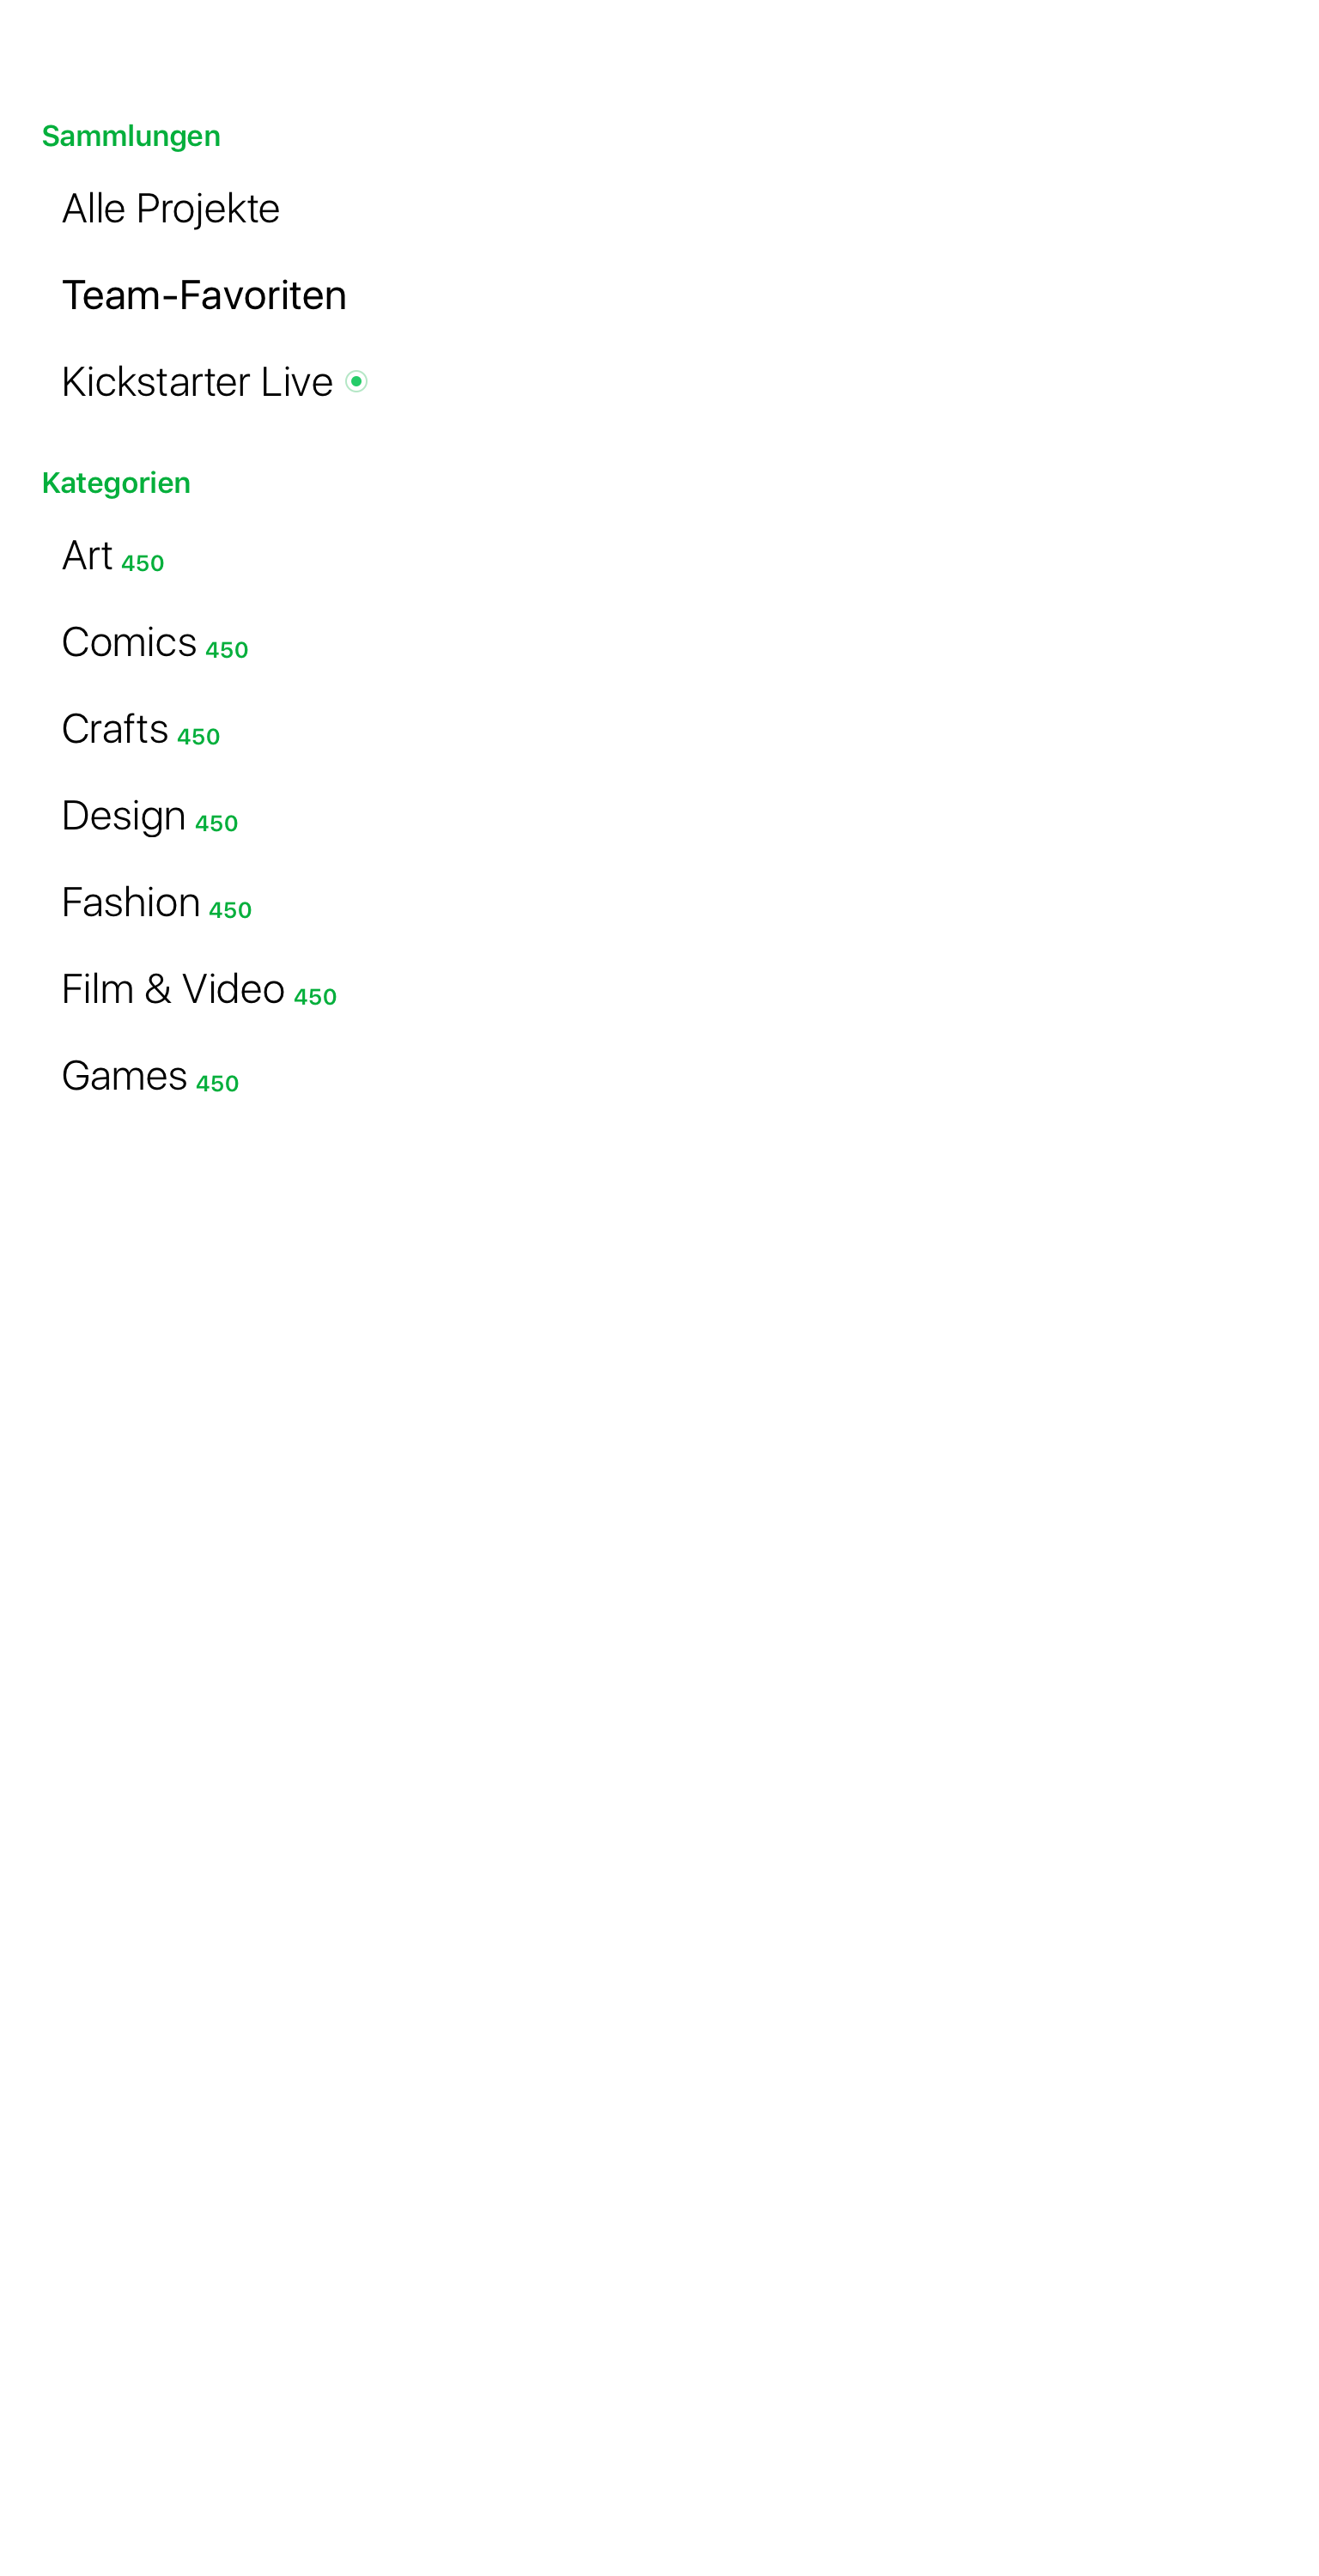 Sammlungen
Alle Projekte
Team-Favoriten
Kickstarter Live
Kategorien
Art 450
Comics 450
Crafts 450
Design 450
Fashion 450
Film & Video 450
Games 450